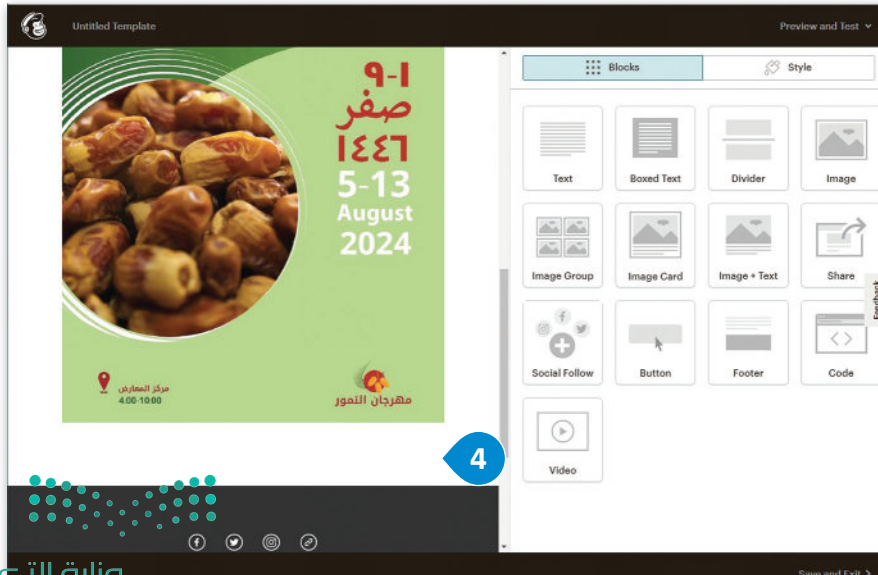 Untitled Template
Preview and Test
Blocks
Style
١-٩
صفر
١٤٤٦
5-13
August
2024
مركز المعارض
4:00-10:00
مهرجان التمور
Text
Boxed Text
Divider
Image
Image Group
Image Card
Image + Text
Share
Social Follow
Button
Footer
Code
Video
Feedback
4
Save and Exit